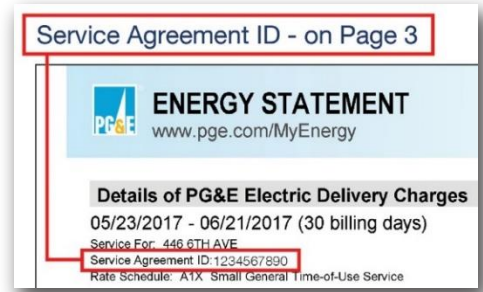 Service Agreement ID - on Page 3
PG&E
ENERGY STATEMENT
www.pge.com/MyEnergy
Details of PG&E Electric Delivery Charges
05/23/2017 - 06/21/2017 (30 billing days)
Service For: 446 6TH AVE
Service Agreement ID: 1234567890
Rate Schedule: A1X Small General Time-of-Use Service